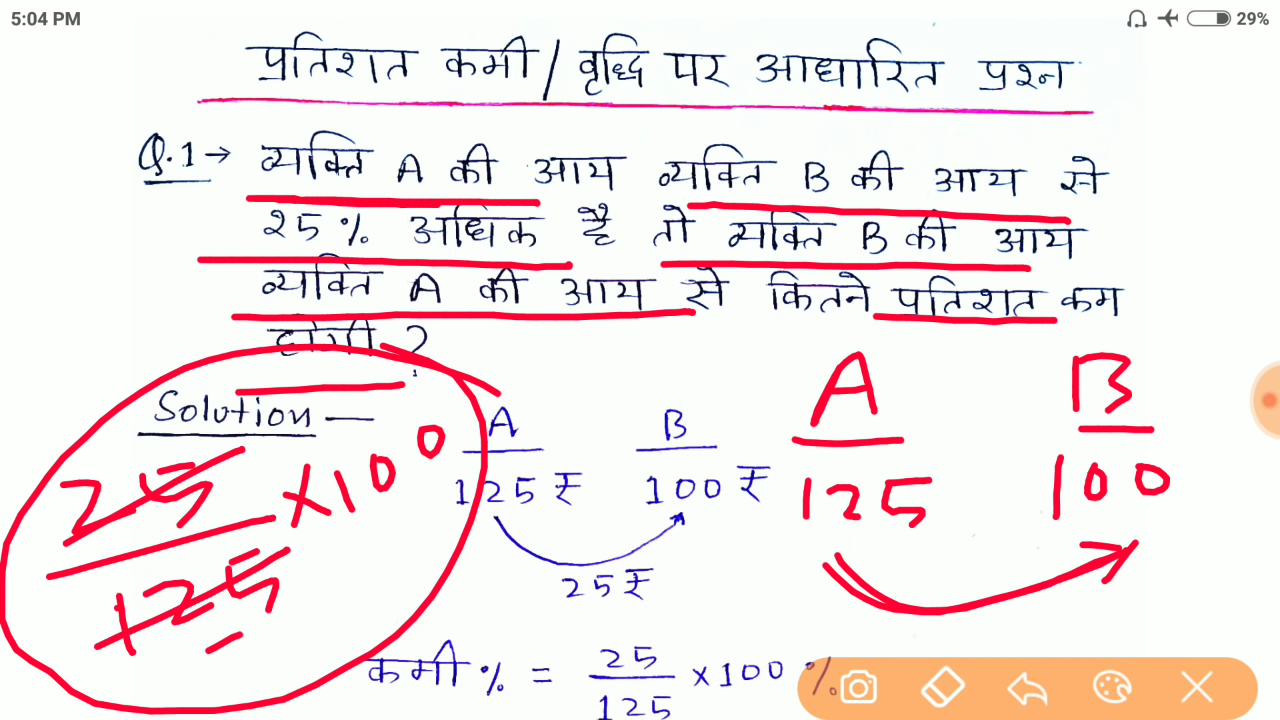 5:04 PM
29%
प्रतिशत कमी / वृद्धि पर आधारित प्रश्न
Q.1→ व्यक्ति A की आय व्यक्ति B की आय से
25% अधिक है तो व्यक्ति B की आय
व्यक्ति A की आय से कितने प्रतिशत कम
होगी ?
Solution —
A B
125 ₹ 100 ₹
25 ₹
A B
125 100
25
125
×100
कमी % = 25/125 × 100 %